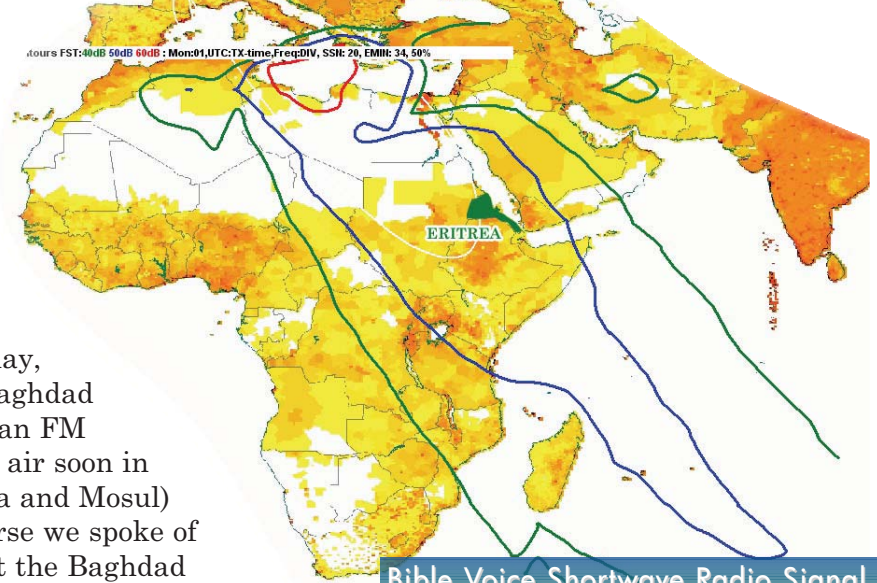 tours FST:40dB 50dB 60dB : Mon:01,UTC:TX-time,Freq:DIV, SSN: 20, EMIN: 34, 50%
ERITREA
aghdad
an FM
air soon in
a and Mosul)
rse we spoke of
t the Baghdad
Bible Voice Shortwave Radio Signal